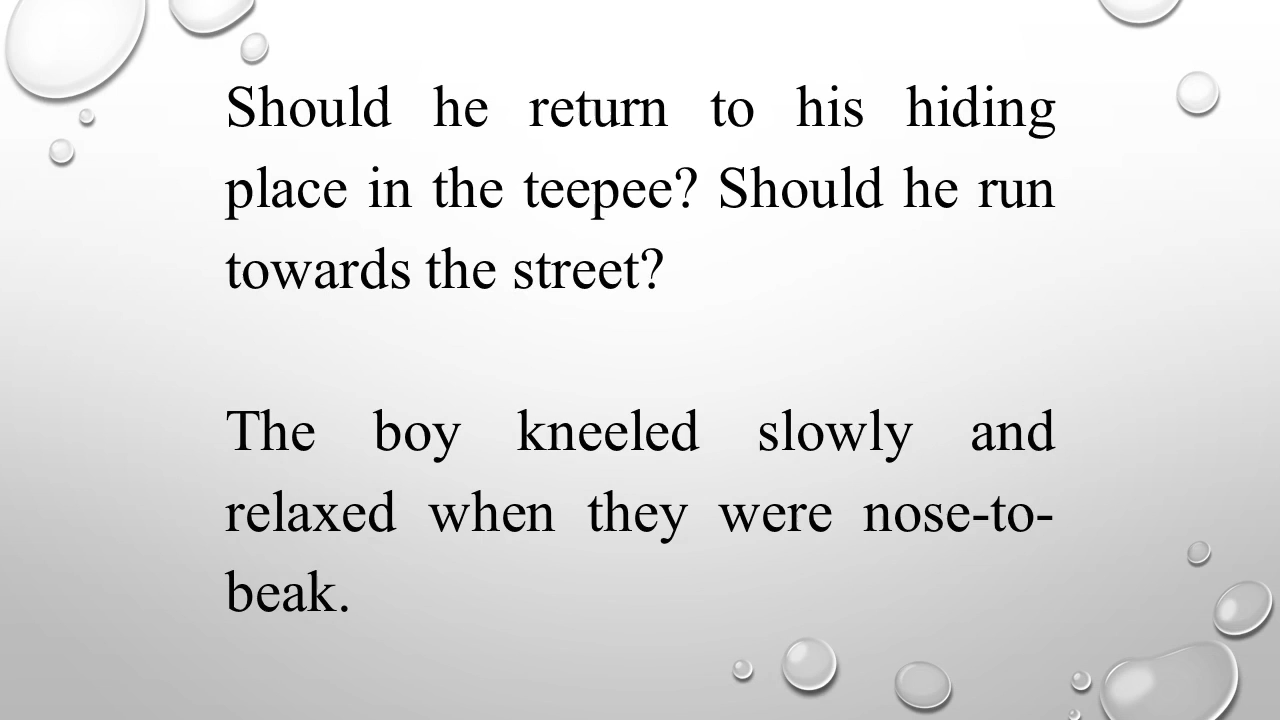 Should he return to his hiding
place in the teepee? Should he run
towards the street?
The boy kneeled slowly and
relaxed when they were nose-to-
beak.